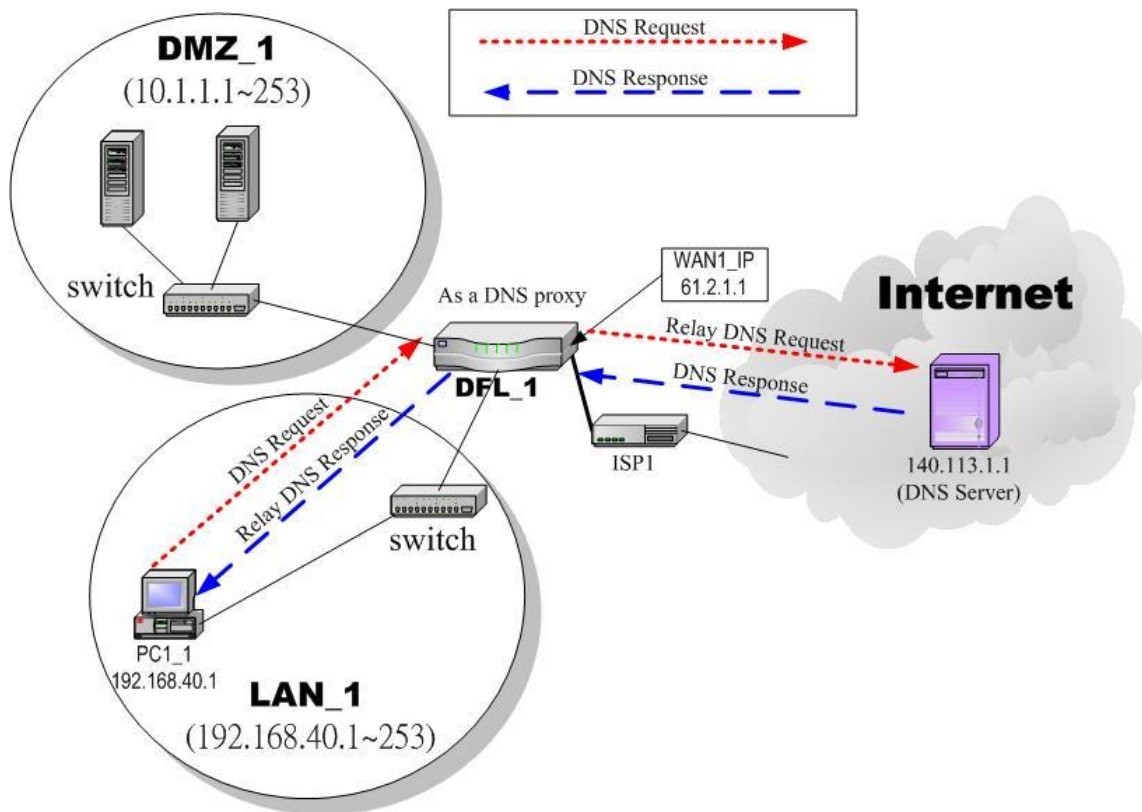 DNS Request
DNS Response
DMZ_1
(10.1.1.1~253)
switch
As a DNS proxy
WAN1_IP
61.2.1.1
Internet
Relay DNS Request
DNS Response
DFL_1
ISP1
140.113.1.1
(DNS Server)
DNS Request
Relay DNS Response
switch
PC1_1
192.168.40.1
LAN_1
(192.168.40.1~253)